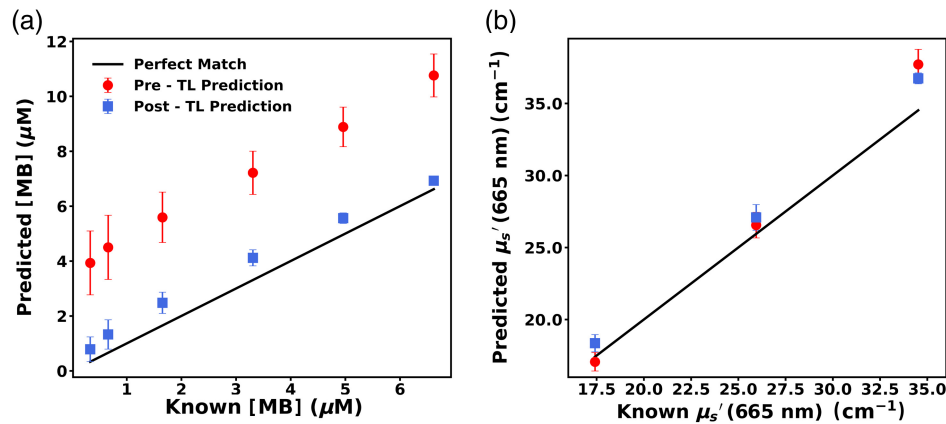 (a)
12
10
8
6
4
2
0
Predicted [MB] (μM)
Perfect Match
Pre - TL Prediction
Post - TL Prediction
1 2 3 4 5 6
Known [MB] (μM)
(b)
35.0
30.0
25.0
20.0
Predicted μs′ (665 nm) (cm⁻¹)
17.5 20.0 22.5 25.0 27.5 30.0 32.5 35.0
Known μs′ (665 nm) (cm⁻¹)